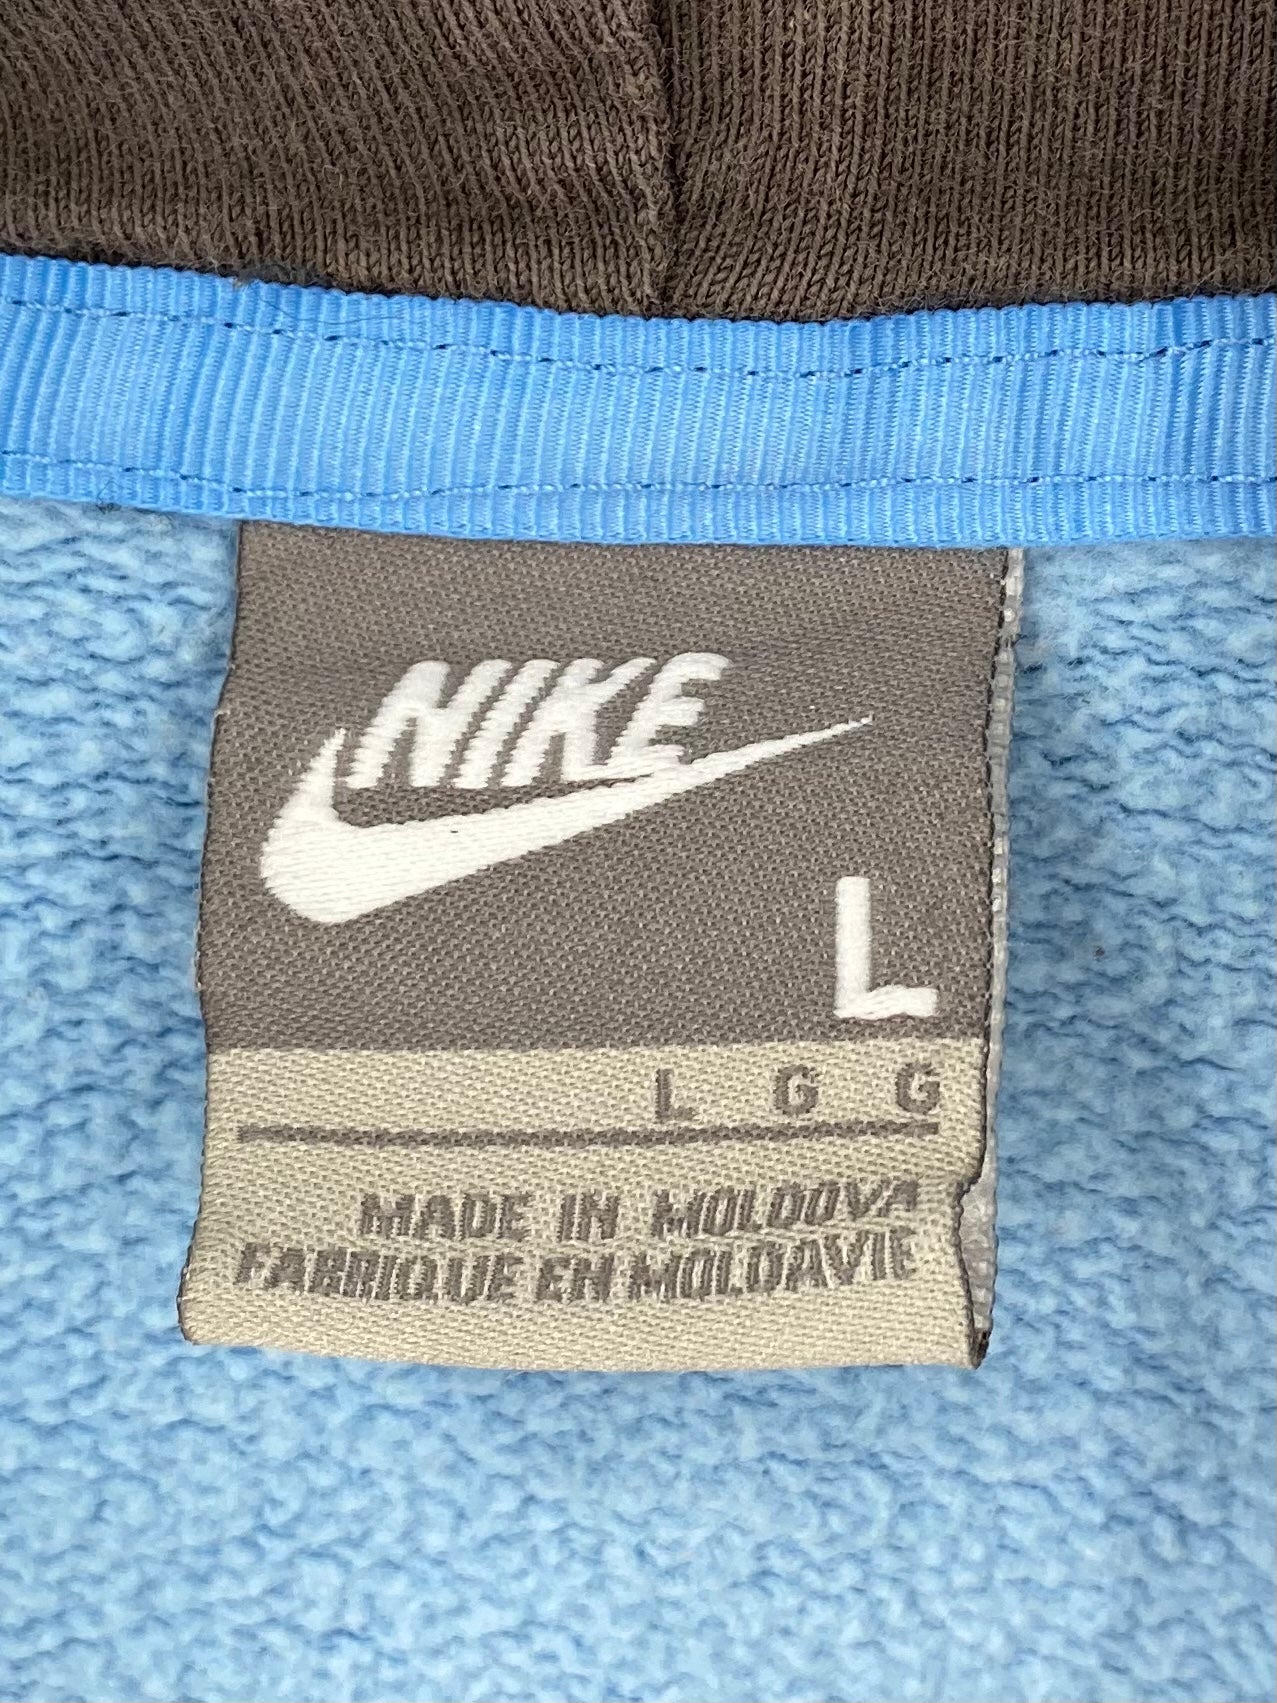 NIKE
L
L G G
MADE IN MOLDOVA
FABRIQUE EN MOLDAVIE